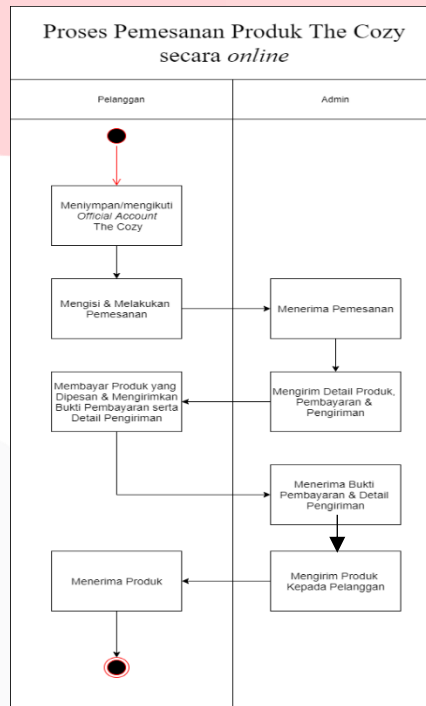 Proses Pemesanan Produk The Cozy
secara online
Pelanggan
Admin
Meniympan/mengikuti
Official Account
The Cozy
Mengisi & Melakukan
Pemesanan
Menerima Pemesanan
Membayar Produk yang
Dipesan & Mengirimkan
Bukti Pembayaran serta
Detail Pengiriman
Mengirim Detail Produk,
Pembayaran &
Pengiriman
Menerima Bukti
Pembayaran & Detail
Pengiriman
Menerima Produk
Mengirim Produk
Kepada Pelanggan